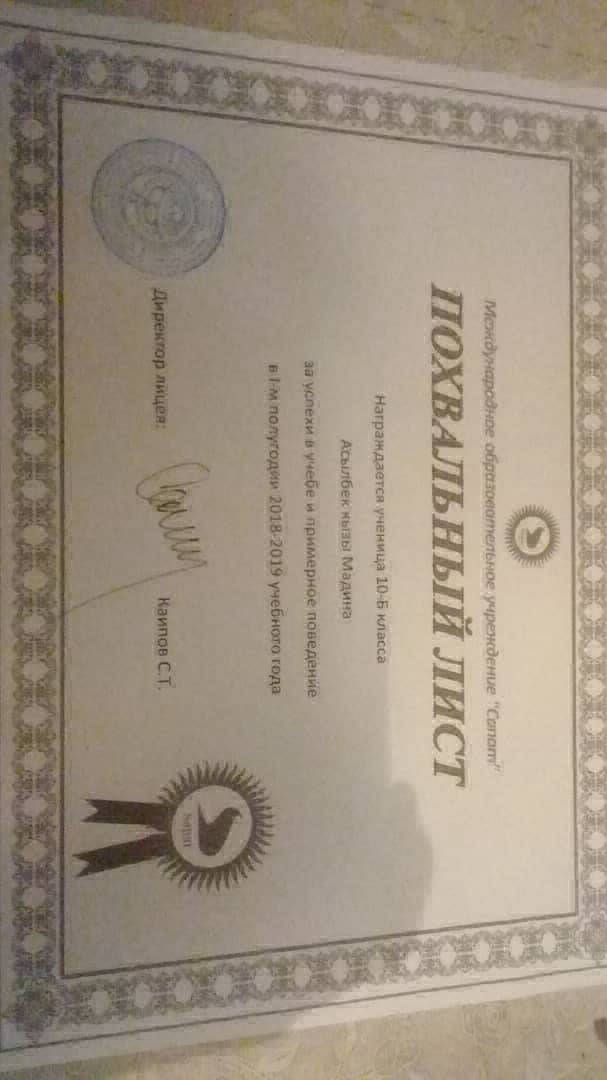 Международное образовательное учреждение "Сапат"
ПОХВАЛЬНЫЙ ЛИСТ
Награждается ученица 10-Б класса
Асылбек кызы Мадина
за успехи в учебе и примерное поведение
в I-м полугодии 2018-2019 учебного года
Директор лицея:
Каипов С.Т.